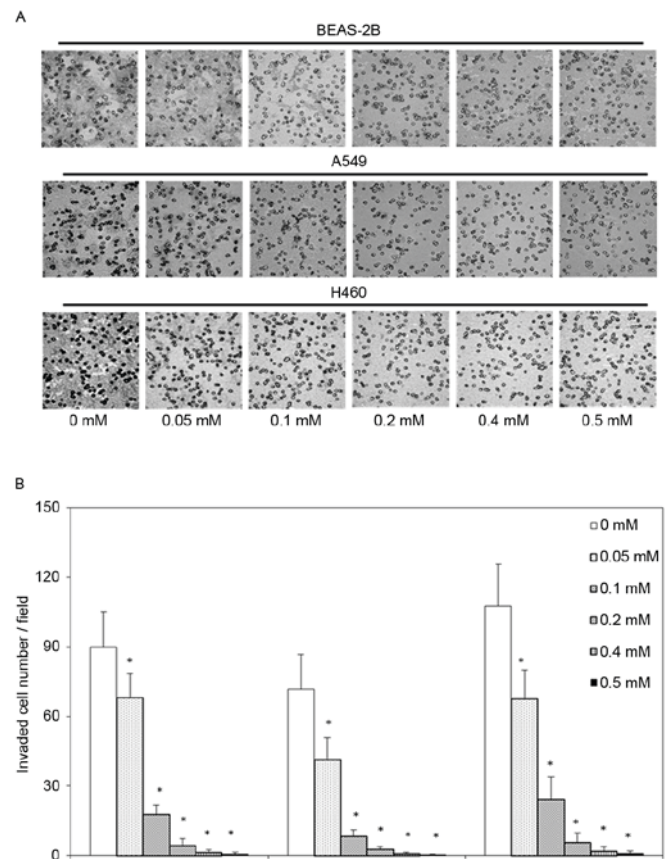 A
BEAS-2B
A549
H460
0 mM 0.05 mM 0.1 mM 0.2 mM 0.4 mM 0.5 mM
B
150
120
90
60
30
0
Invaded cell number / field
0 mM
0.05 mM
0.1 mM
0.2 mM
0.4 mM
0.5 mM
* * * * *
* * * * *
* * * * *